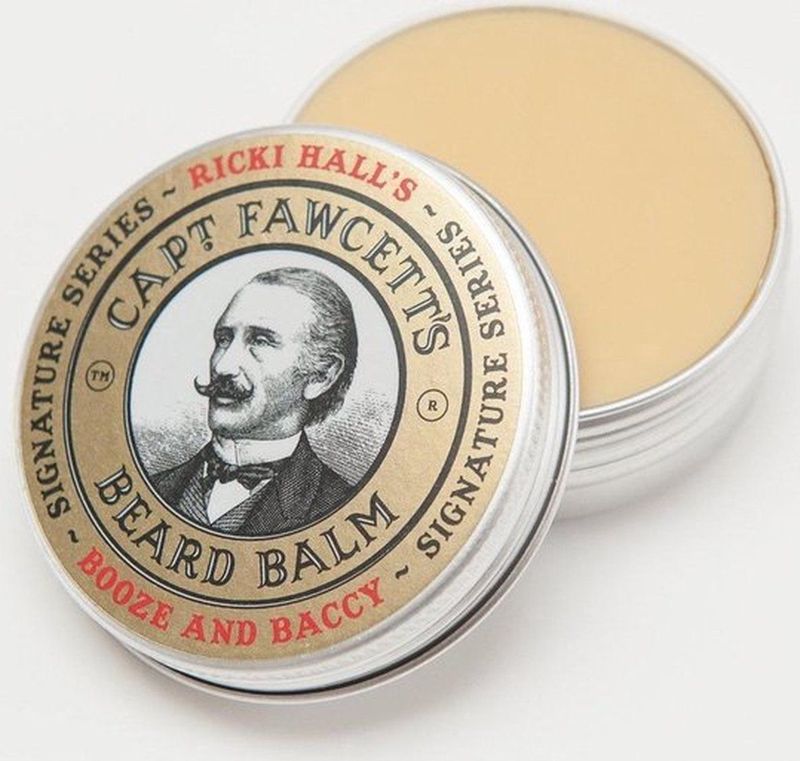 ~ RICKI HALL'S ~
SIGNATURE SERIES
CAPT. FAWCETT'S
SIGNATURE SERIES
TM
R
BEARD BALM
~ BOOZE AND BACCY ~